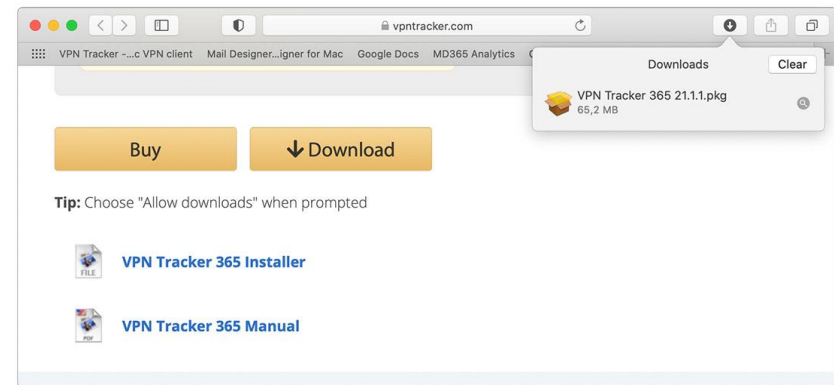 vpntracker.com
VPN Tracker -...c VPN client Mail Designer...igner for Mac Google Docs MD365 Analytics
Downloads Clear
VPN Tracker 365 21.1.1.pkg
65,2 MB
Buy Download
Tip: Choose "Allow downloads" when prompted
FILE
VPN Tracker 365 Installer
PDF
VPN Tracker 365 Manual